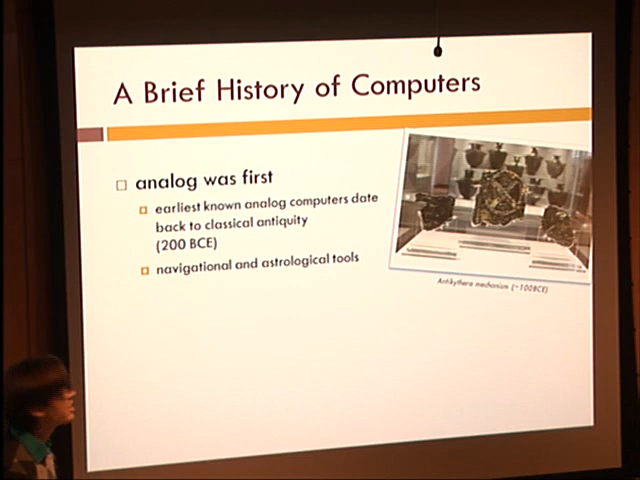 A Brief History of Computers
analog was first
earliest known analog computers date
back to classical antiquity
(200 BCE)
navigational and astrological tools
Antikythera mechanism (~100BCE)